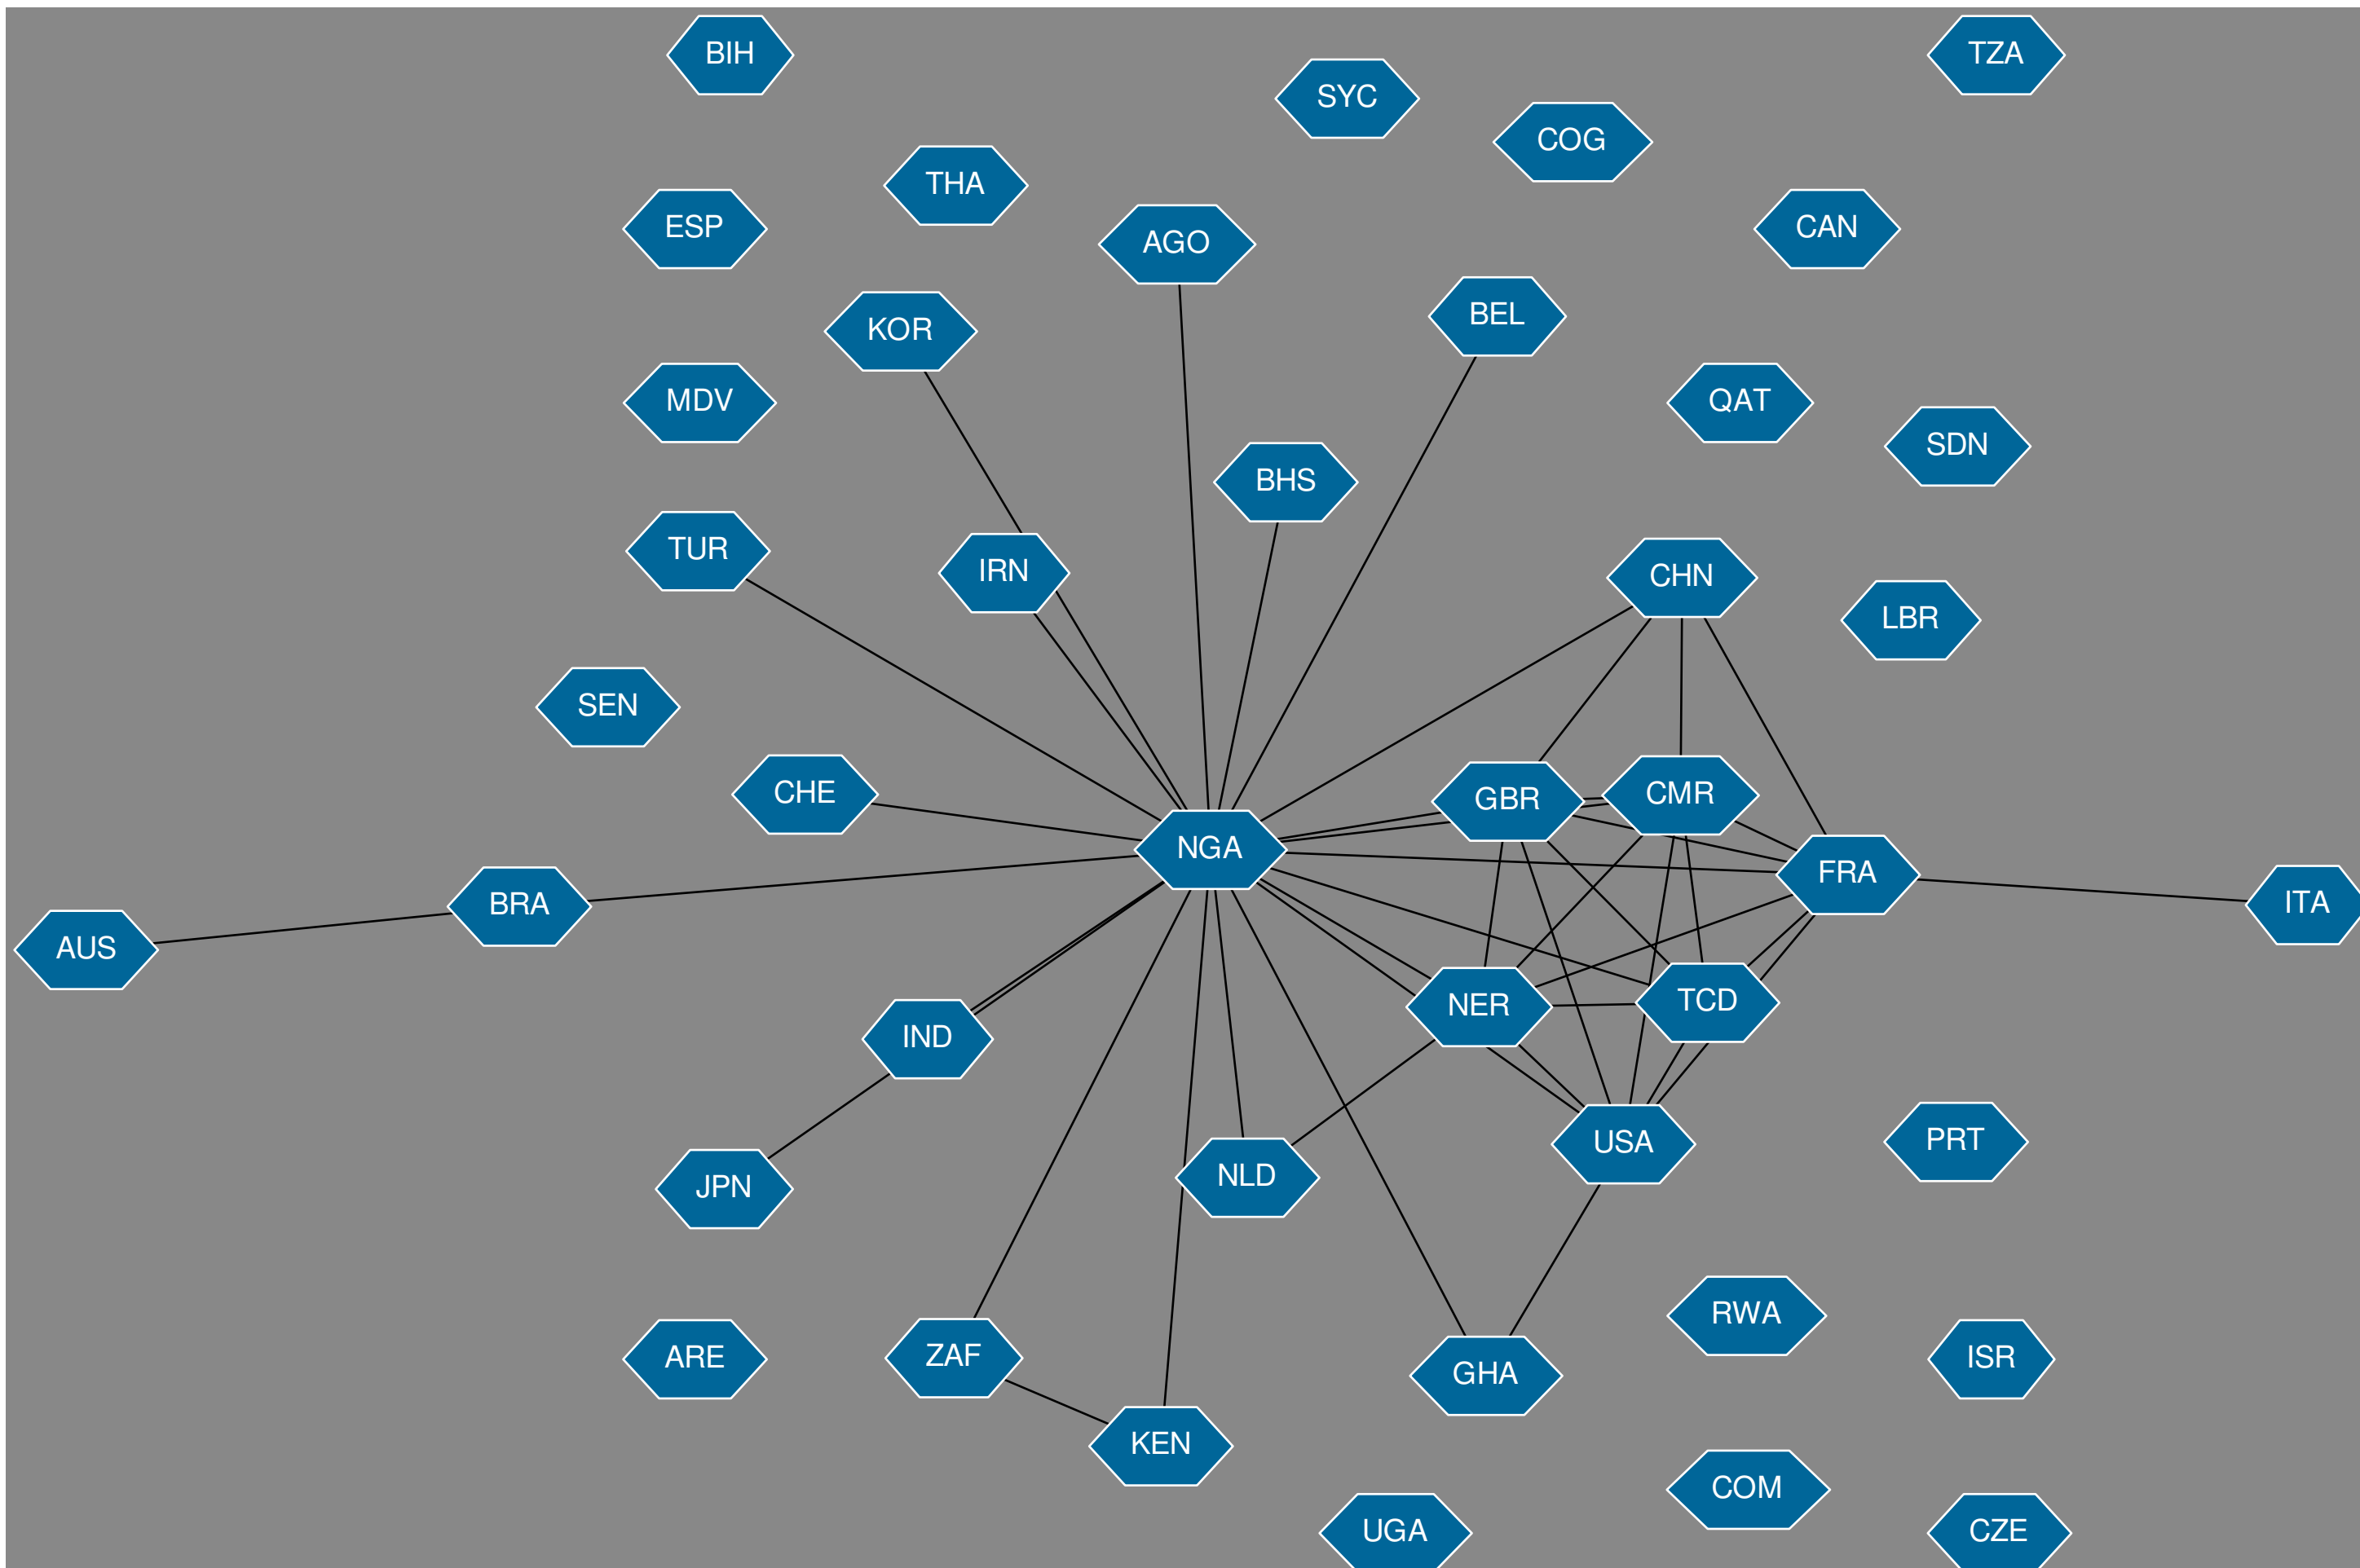 BIH
TZA
SYC
COG
THA
ESP
CAN
AGO
BEL
KOR
MDV
QAT
SDN
BHS
TUR
IRN
CHN
LBR
SEN
CHE
GBR
CMR
NGA
FRA
BRA
ITA
AUS
IND
NER
TCD
PRT
USA
NLD
JPN
RWA
ARE
ZAF
ISR
GHA
KEN
COM
UGA
CZE